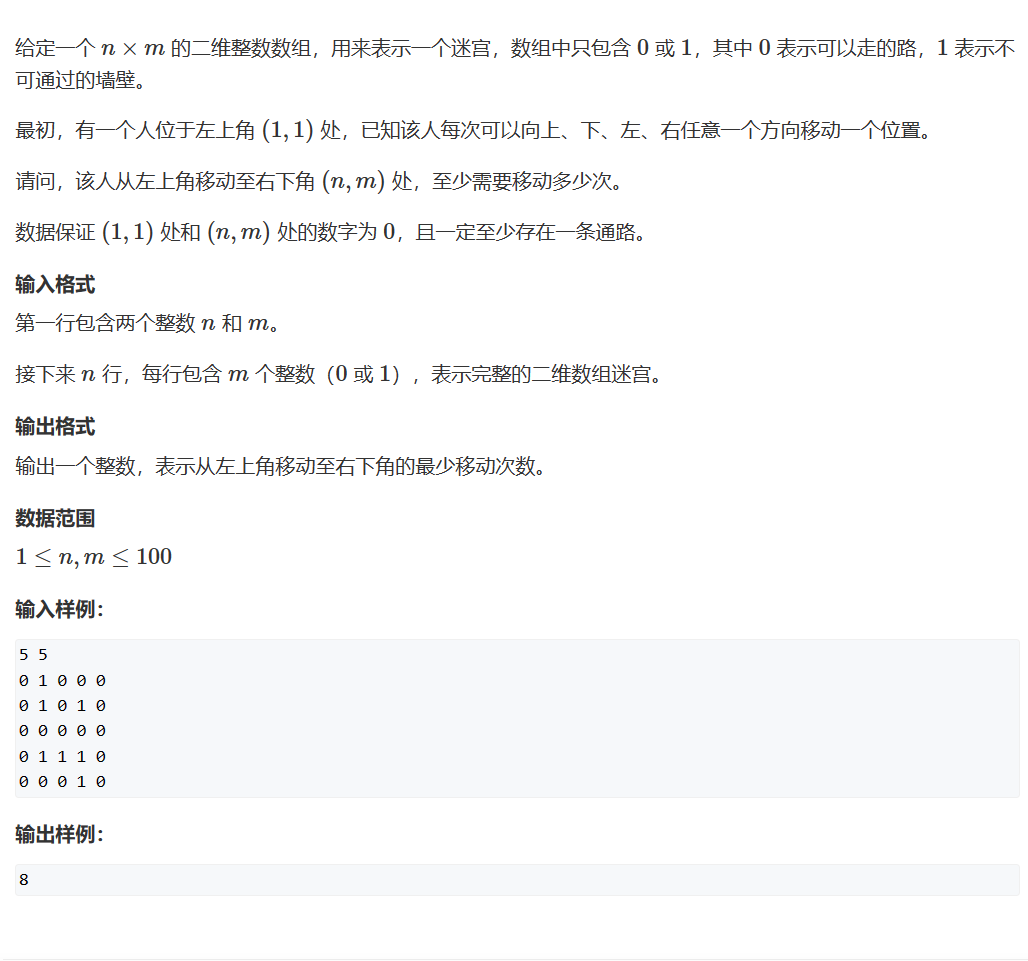 给定一个 n × m 的二维整数数组，用来表示一个迷宫，数组中只包含 0 或 1，其中 0 表示可以走的路，1 表示不
可通过的墙壁。
最初，有一个人位于左上角 (1, 1) 处，已知该人每次可以向上、下、左、右任意一个方向移动一个位置。
请问，该人从左上角移动至右下角 (n, m) 处，至少需要移动多少次。
数据保证 (1, 1) 处和 (n, m) 处的数字为 0，且一定至少存在一条通路。
输入格式
第一行包含两个整数 n 和 m。
接下来 n 行，每行包含 m 个整数（0 或 1），表示完整的二维数组迷宫。
输出格式
输出一个整数，表示从左上角移动至右下角的最少移动次数。
数据范围
1 ≤ n, m ≤ 100
输入样例：
5 5
0 1 0 0 0
0 1 0 1 0
0 0 0 0 0
0 1 1 1 0
0 0 0 1 0
输出样例：
8